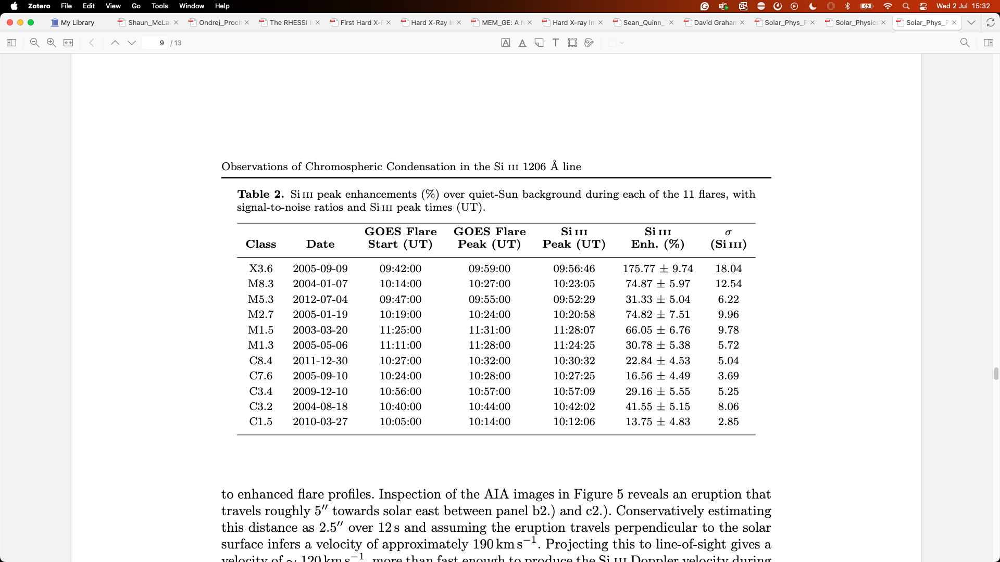 Zotero File Edit View Go Tools Window Help Wed 2 Jul 15:32
My Library Shaun_McLa Ondrej_Proch The RHESSI I First Hard X-R Hard X-Ray In MEM_GE: A N Hard X-ray Im Sean_Quinn_ David Graham Solar_Phys_P Solar_Physics Solar_Phys_P
9 / 13
Observations of Chromospheric Condensation in the Si III 1206 Å line
Table 2. Si III peak enhancements (%) over quiet-Sun background during each of the 11 flares, with
signal-to-noise ratios and Si III peak times (UT).
GOES Flare GOES Flare Si III Si III σ
Class Date Start (UT) Peak (UT) Peak (UT) Enh. (%) (Si III)
X3.6 2005-09-09 09:42:00 09:59:00 09:56:46 175.77 ± 9.74 18.04
M8.3 2004-01-07 10:14:00 10:27:00 10:23:05 74.87 ± 5.97 12.54
M5.3 2012-07-04 09:47:00 09:55:00 09:52:29 31.33 ± 5.04 6.22
M2.7 2005-01-19 10:19:00 10:24:00 10:20:58 74.82 ± 7.51 9.96
M1.5 2003-03-20 11:25:00 11:31:00 11:28:07 66.05 ± 6.76 9.78
M1.3 2005-05-06 11:11:00 11:28:00 11:24:25 30.78 ± 5.38 5.72
C8.4 2011-12-30 10:27:00 10:32:00 10:30:32 22.84 ± 4.53 5.04
C7.6 2005-09-10 10:24:00 10:28:00 10:27:25 16.56 ± 4.49 3.69
C3.4 2009-12-10 10:56:00 10:57:00 10:57:09 29.16 ± 5.55 5.25
C3.2 2004-08-18 10:40:00 10:44:00 10:42:02 41.55 ± 5.15 8.06
C1.5 2010-03-27 10:05:00 10:14:00 10:12:06 13.75 ± 4.83 2.85
to enhanced flare profiles. Inspection of the AIA images in Figure 5 reveals an eruption that
travels roughly 5″ towards solar east between panel b2.) and c2.). Conservatively estimating
this distance as 2.5″ over 12 s and assuming the eruption travels perpendicular to the solar
surface infers a velocity of approximately 190 km s⁻¹. Projecting this to line-of-sight gives a
velocity of ∼ 120 km s⁻¹, more than fast enough to produce the Si III Doppler velocity during